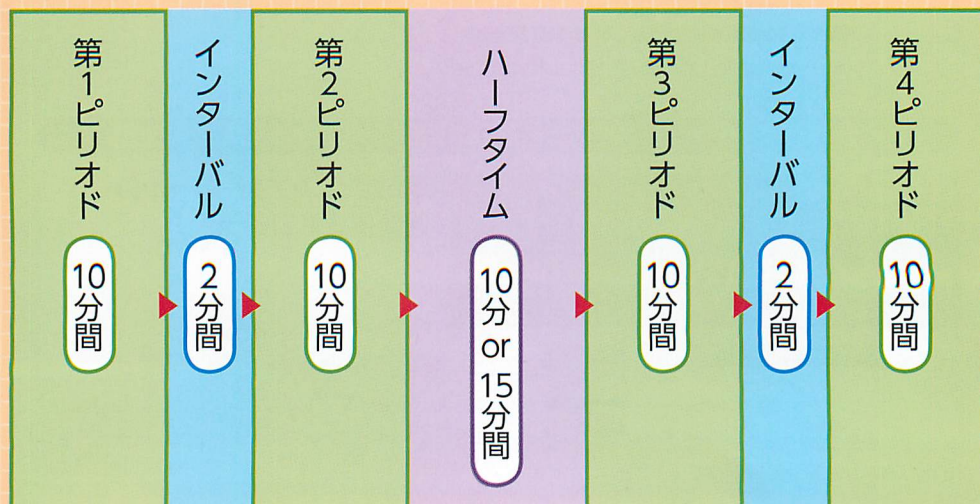 第1ピリオド
10分間
インターバル
2分間
第2ピリオド
10分間
ハーフタイム
10分 or 15分間
第3ピリオド
10分間
インターバル
2分間
第4ピリオド
10分間